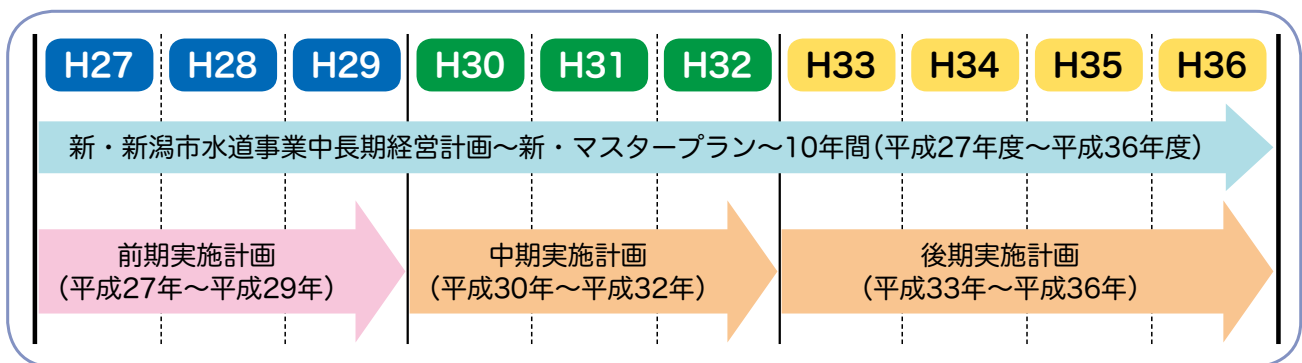 H27 H28 H29 H30 H31 H32 H33 H34 H35 H36
新・新潟市水道事業中長期経営計画～新・マスタープラン～10年間（平成27年度～平成36年度）
前期実施計画
（平成27年～平成29年）
中期実施計画
（平成30年～平成32年）
後期実施計画
（平成33年～平成36年）